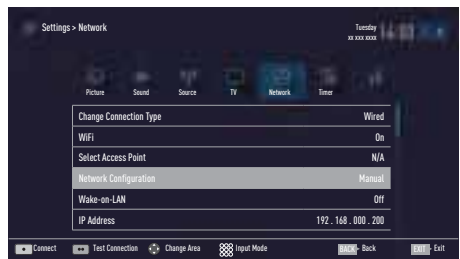 Settings > Network
Tuesday
xx xxx xxxx
Picture Sound Source TV Network Timer
Change Connection Type Wired
WiFi On
Select Access Point N/A
Network Configuration Manual
Wake-on-LAN Off
IP Address 192 . 168 . 000 . 200
Connect Test Connection Change Area Input Mode BACK - Back EXIT - Exit